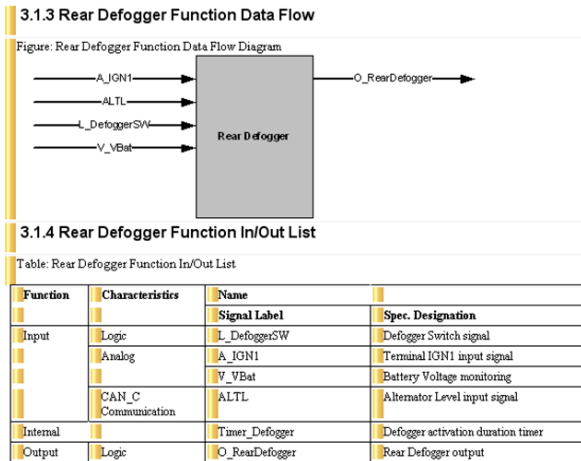 3.1.3 Rear Defogger Function Data Flow
Figure: Rear Defogger Function Data Flow Diagram
A_IGN1
O_RearDefogger
ALTL
L_DefoggerSW
Rear Defogger
V_VBat
3.1.4 Rear Defogger Function In/Out List
Table: Rear Defogger Function In/Out List
Function Characteristics Name
Signal Label Spec. Designation
Input Logic L_DefoggerSW Defogger Switch signal
Analog A_IGN1 Terminal IGN1 input signal
V_VBat Battery Voltage monitoring
CAN_C ALTL Alternator Level input signal
Communication
Internal Timer_Defogger Defogger activation duration timer
Output Logic O_RearDefogger Rear Defogger output